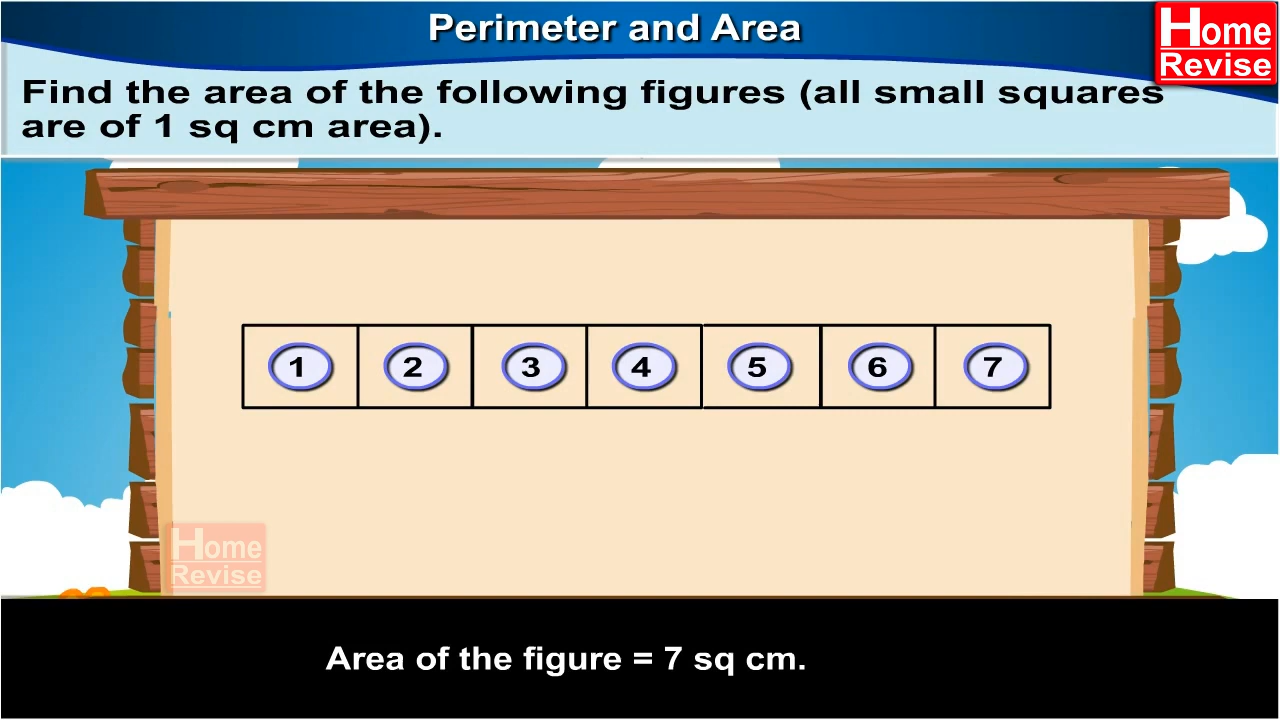 Perimeter and Area
Home
Revise
Find the area of the following figures (all small squares
are of 1 sq cm area).
1 2 3 4 5 6 7
Home
Revise
Area of the figure = 7 sq cm.